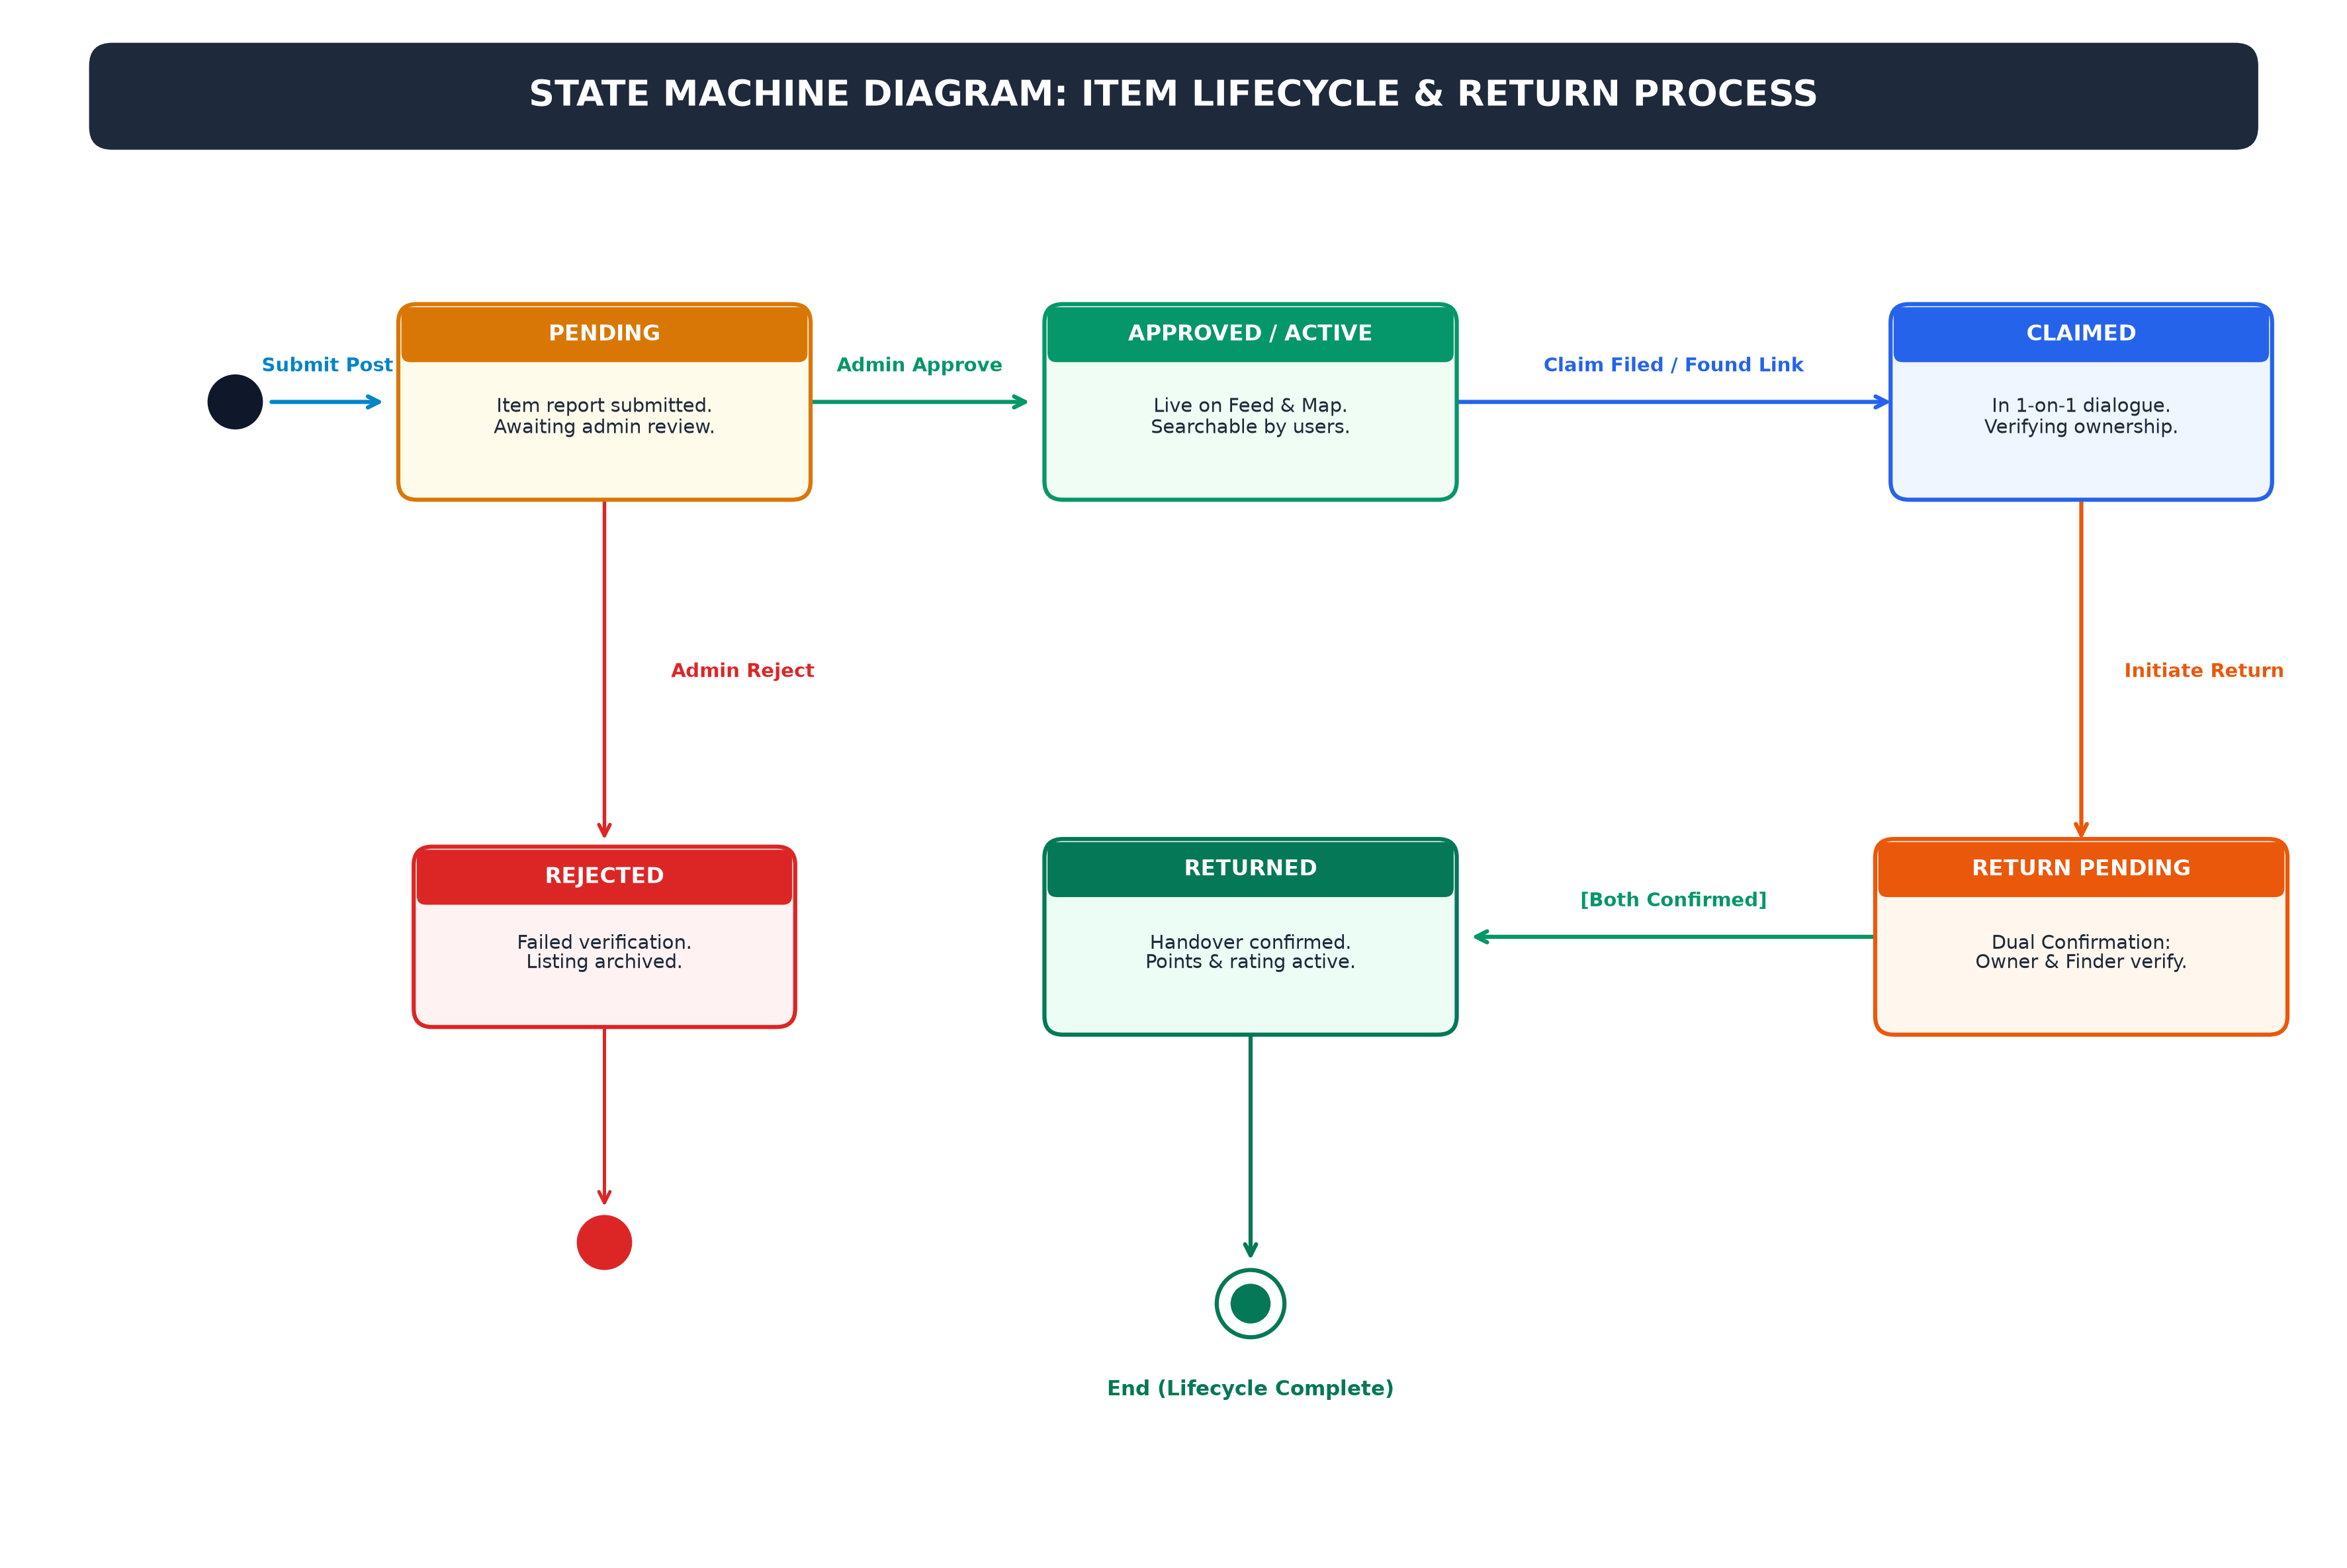 STATE MACHINE DIAGRAM: ITEM LIFECYCLE & RETURN PROCESS
Submit Post
PENDING
Item report submitted.
Awaiting admin review.
Admin Approve
APPROVED / ACTIVE
Live on Feed & Map.
Searchable by users.
Claim Filed / Found Link
CLAIMED
In 1-on-1 dialogue.
Verifying ownership.
Admin Reject
Initiate Return
REJECTED
Failed verification.
Listing archived.
RETURNED
Handover confirmed.
Points & rating active.
[Both Confirmed]
RETURN PENDING
Dual Confirmation:
Owner & Finder verify.
End (Lifecycle Complete)